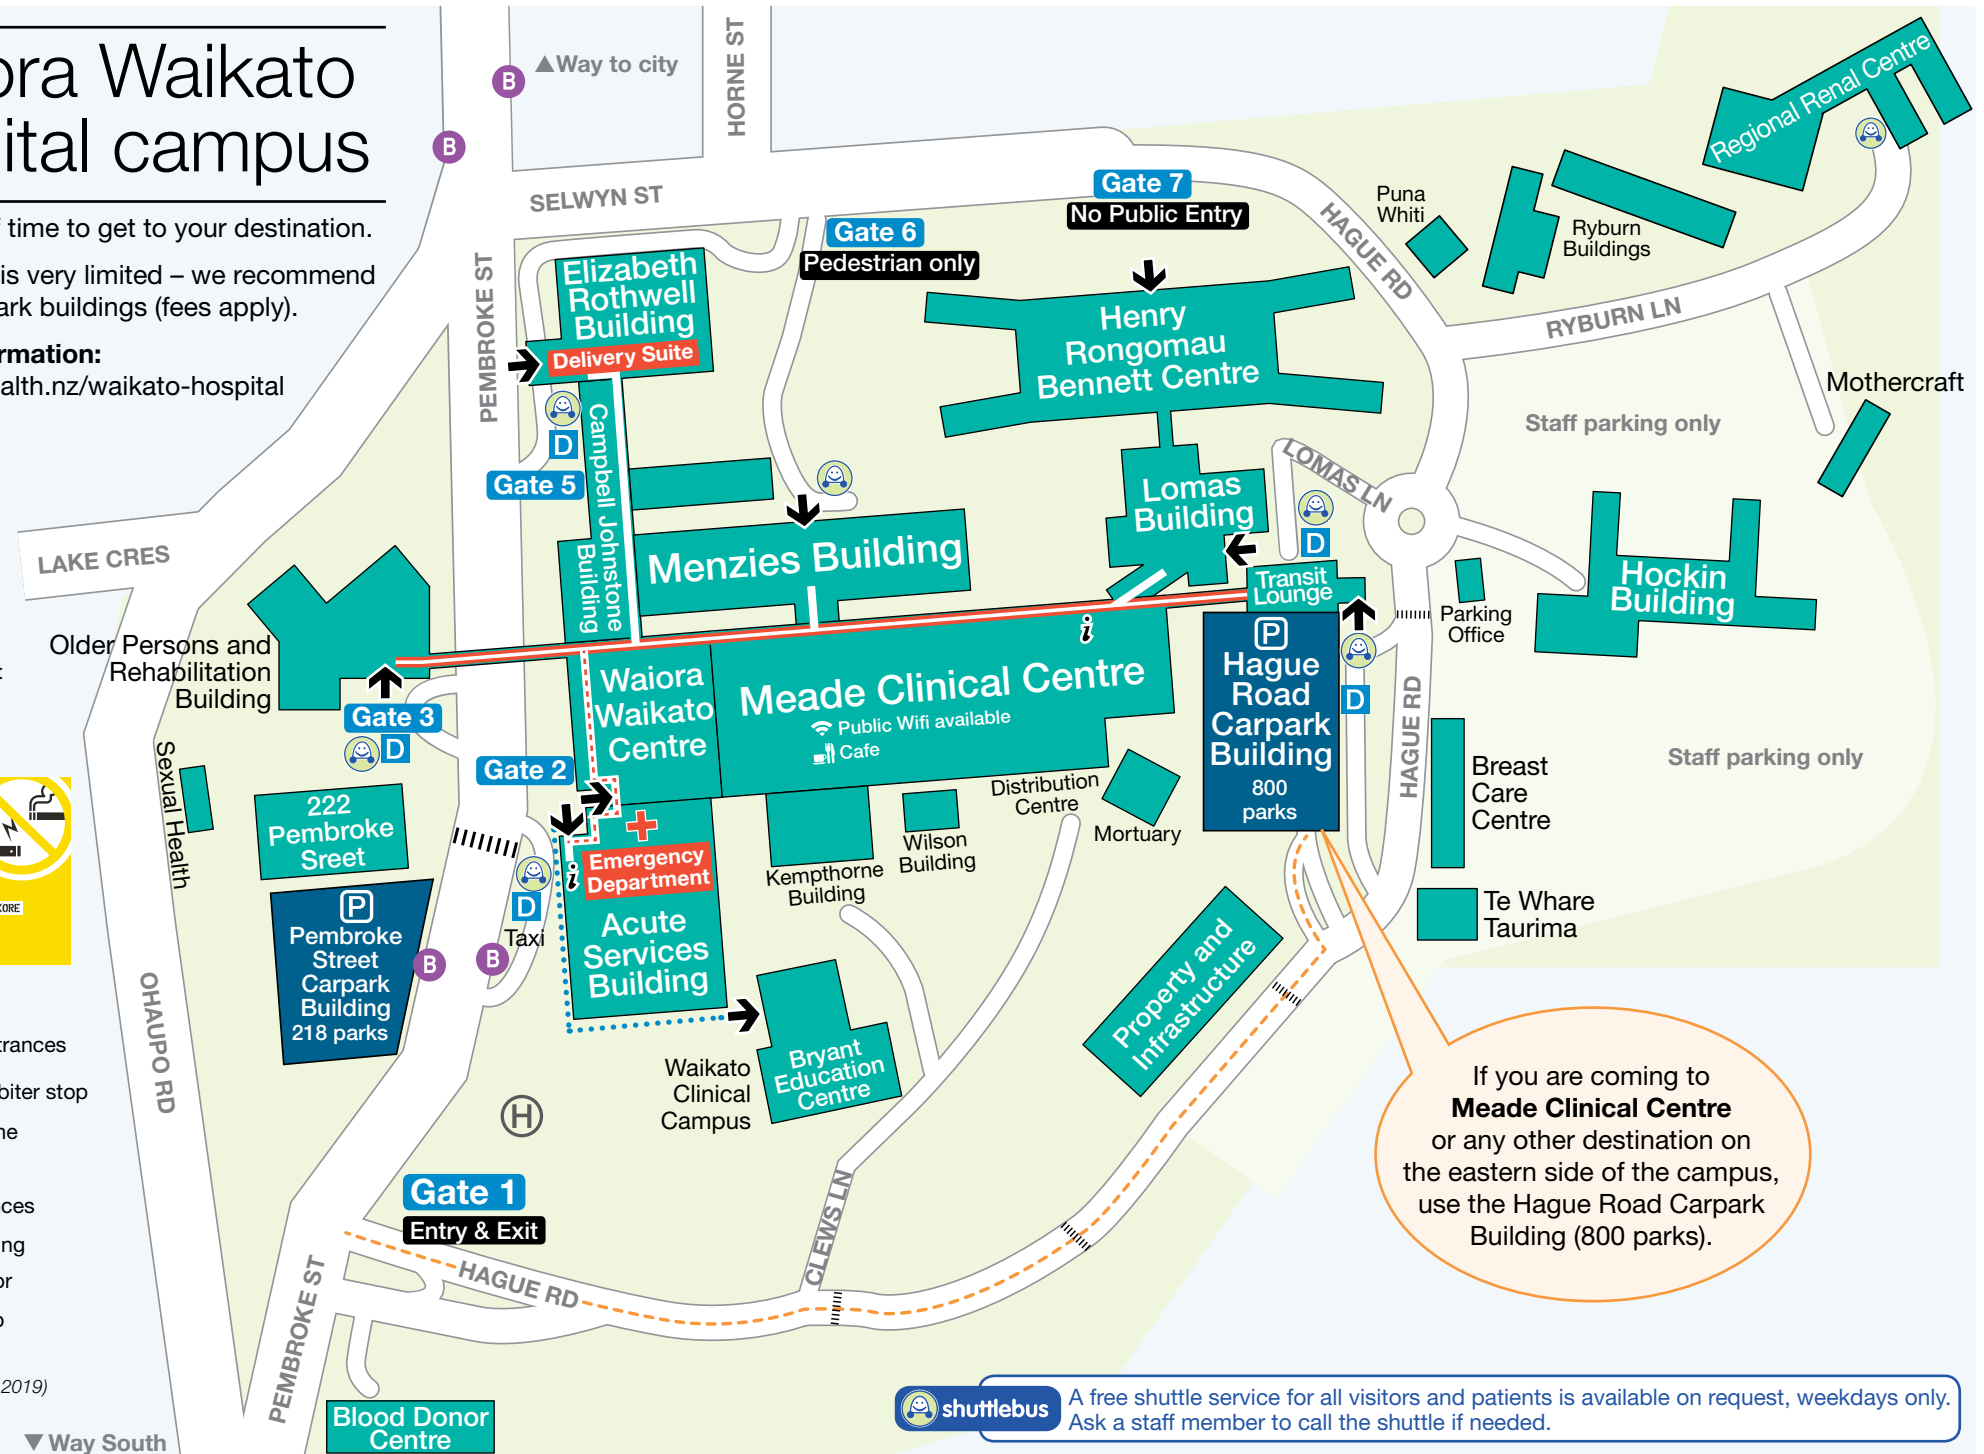 ora Waikato
ital campus
time to get to your destination.
is very limited – we recommend
ark buildings (fees apply).
rmation:
alth.nz/waikato-hospital
▲Way to city
HORNE ST
SELWYN ST
PEMBROKE ST
B
B
Gate 7
No Public Entry
Gate 6
Pedestrian only
HAGUE RD
Puna
Whiti
Ryburn
Buildings
Regional Renal Centre
RYBURN LN
Mothercraft
Staff parking only
Elizabeth
Rothwell
Building
Delivery Suite
D
Gate 5
Campbell Johnstone
Building
Henry
Rongomau
Bennett Centre
LOMAS LN
Lomas
Building
D
Menzies Building
Transit
Lounge
Parking
Office
Hockin
Building
LAKE CRES
Older Persons and
Rehabilitation
Building
Gate 3
D
Waiora
Waikato
Centre
Meade Clinical Centre
Public Wifi available
Cafe
i
P
Hague
Road
Carpark
Building
800
parks
D
HAGUE RD
Breast
Care
Centre
Staff parking only
Te Whare
Taurima
Sexual Health
222
Pembroke
Sreet
Gate 2
D
Taxi
i
Emergency
Department
Acute
Services
Building
Kempthorne
Building
Wilson
Building
Distribution
Centre
Mortuary
P
Pembroke
Street
Carpark
Building
218 parks
B
B
Property and
Infrastructure
Waikato
Clinical
Campus
Bryant
Education
Centre
H
OHAUPO RD
KORE
trances
biter stop
ne
ces
ng
or
o
2019)
Gate 1
Entry & Exit
HAGUE RD
CLEWS LN
PEMBROKE ST
▼Way South
Blood Donor
Centre
If you are coming to
Meade Clinical Centre
or any other destination on
the eastern side of the campus,
use the Hague Road Carpark
Building (800 parks).
shuttlebus
A free shuttle service for all visitors and patients is available on request, weekdays only.
Ask a staff member to call the shuttle if needed.